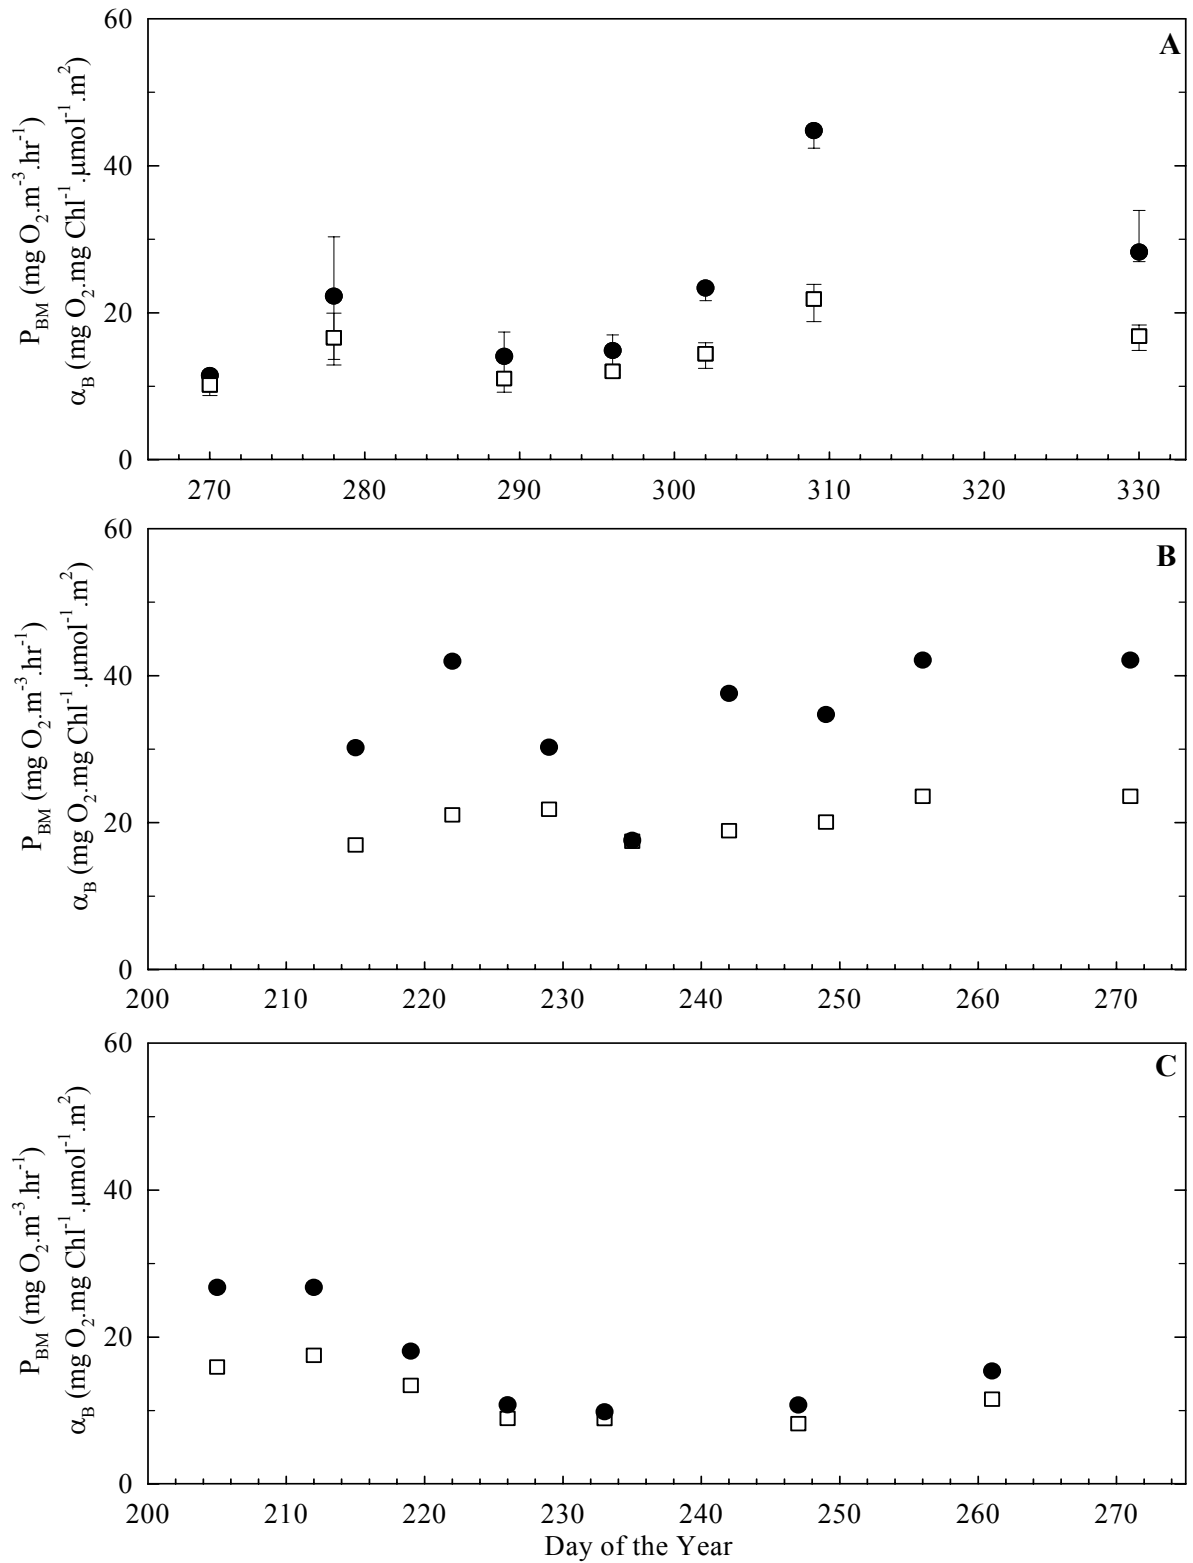 A
60
40
20
0
P_BM (mg O₂.m⁻³.hr⁻¹)
α_B (mg O₂.mg Chl⁻¹.μmol⁻¹.m²)
270 280 290 300 310 320 330
B
60
40
20
0
P_BM (mg O₂.m⁻³.hr⁻¹)
α_B (mg O₂.mg Chl⁻¹.μmol⁻¹.m²)
200 210 220 230 240 250 260 270
C
60
40
20
0
P_BM (mg O₂.m⁻³.hr⁻¹)
α_B (mg O₂.mg Chl⁻¹.μmol⁻¹.m²)
200 210 220 230 240 250 260 270
Day of the Year